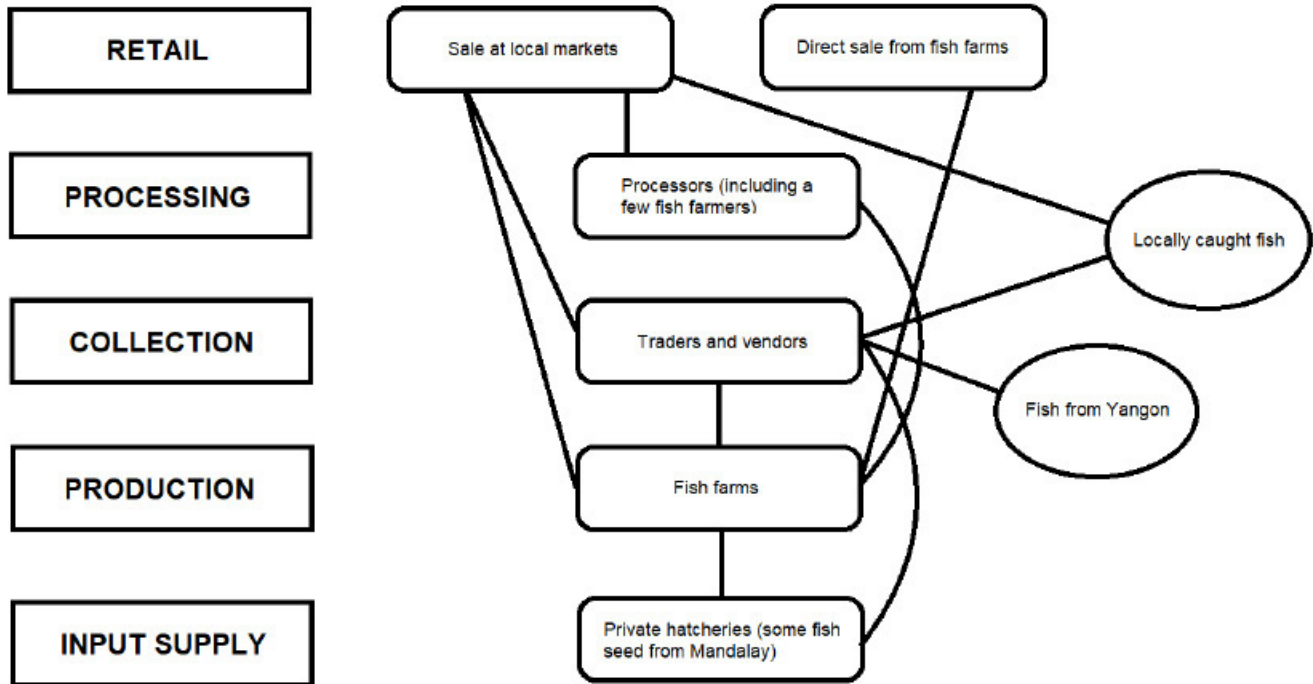 RETAIL
Sale at local markets
Direct sale from fish farms
PROCESSING
Processors (including a
few fish farmers)
Locally caught fish
COLLECTION
Traders and vendors
Fish from Yangon
PRODUCTION
Fish farms
INPUT SUPPLY
Private hatcheries (some fish
seed from Mandalay)